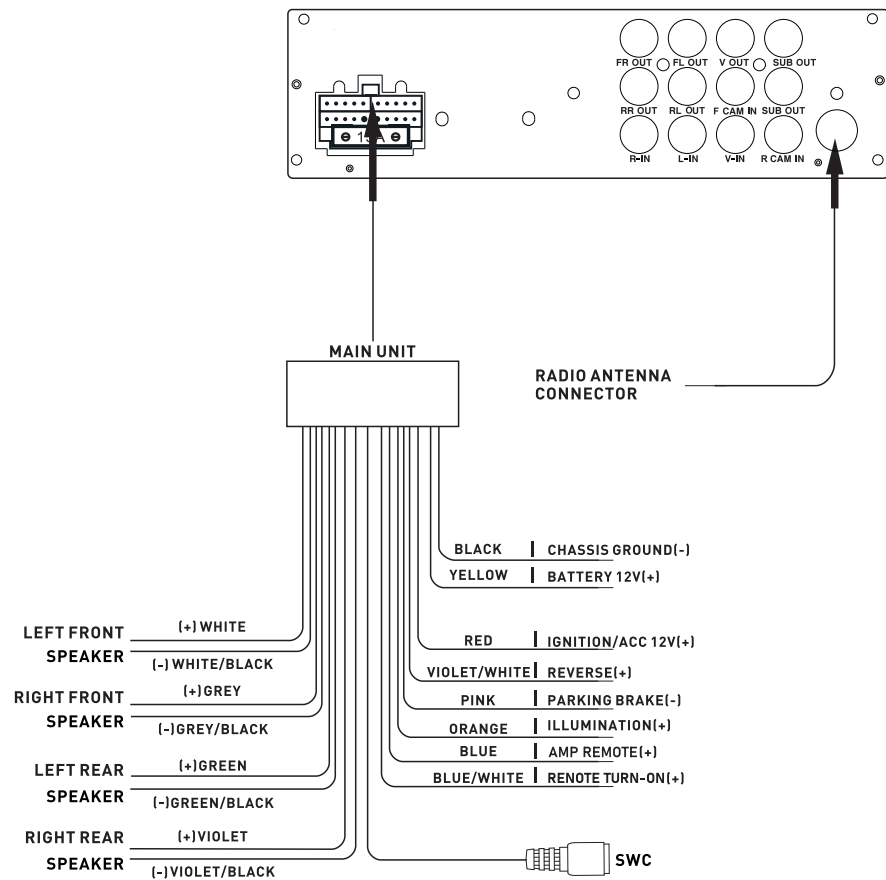 FR OUT FL OUT V OUT SUB OUT
RR OUT RL OUT F CAM IN SUB OUT
R-IN L-IN V-IN R CAM IN
MAIN UNIT
RADIO ANTENNA
CONNECTOR
BLACK CHASSIS GROUND(-)
YELLOW BATTERY 12V(+)
RED IGNITION/ACC 12V(+)
VIOLET/WHITE REVERSE(+)
PINK PARKING BRAKE(-)
ORANGE ILLUMINATION(+)
BLUE AMP REMOTE(+)
BLUE/WHITE RENOTE TURN-ON(+)
LEFT FRONT (+) WHITE
SPEAKER
(-) WHITE/BLACK
RIGHT FRONT (+)GREY
SPEAKER
(-)GREY/BLACK
LEFT REAR (+)GREEN
SPEAKER
(-)GREEN/BLACK
RIGHT REAR (+)VIOLET
SPEAKER
(-)VIOLET/BLACK
SWC